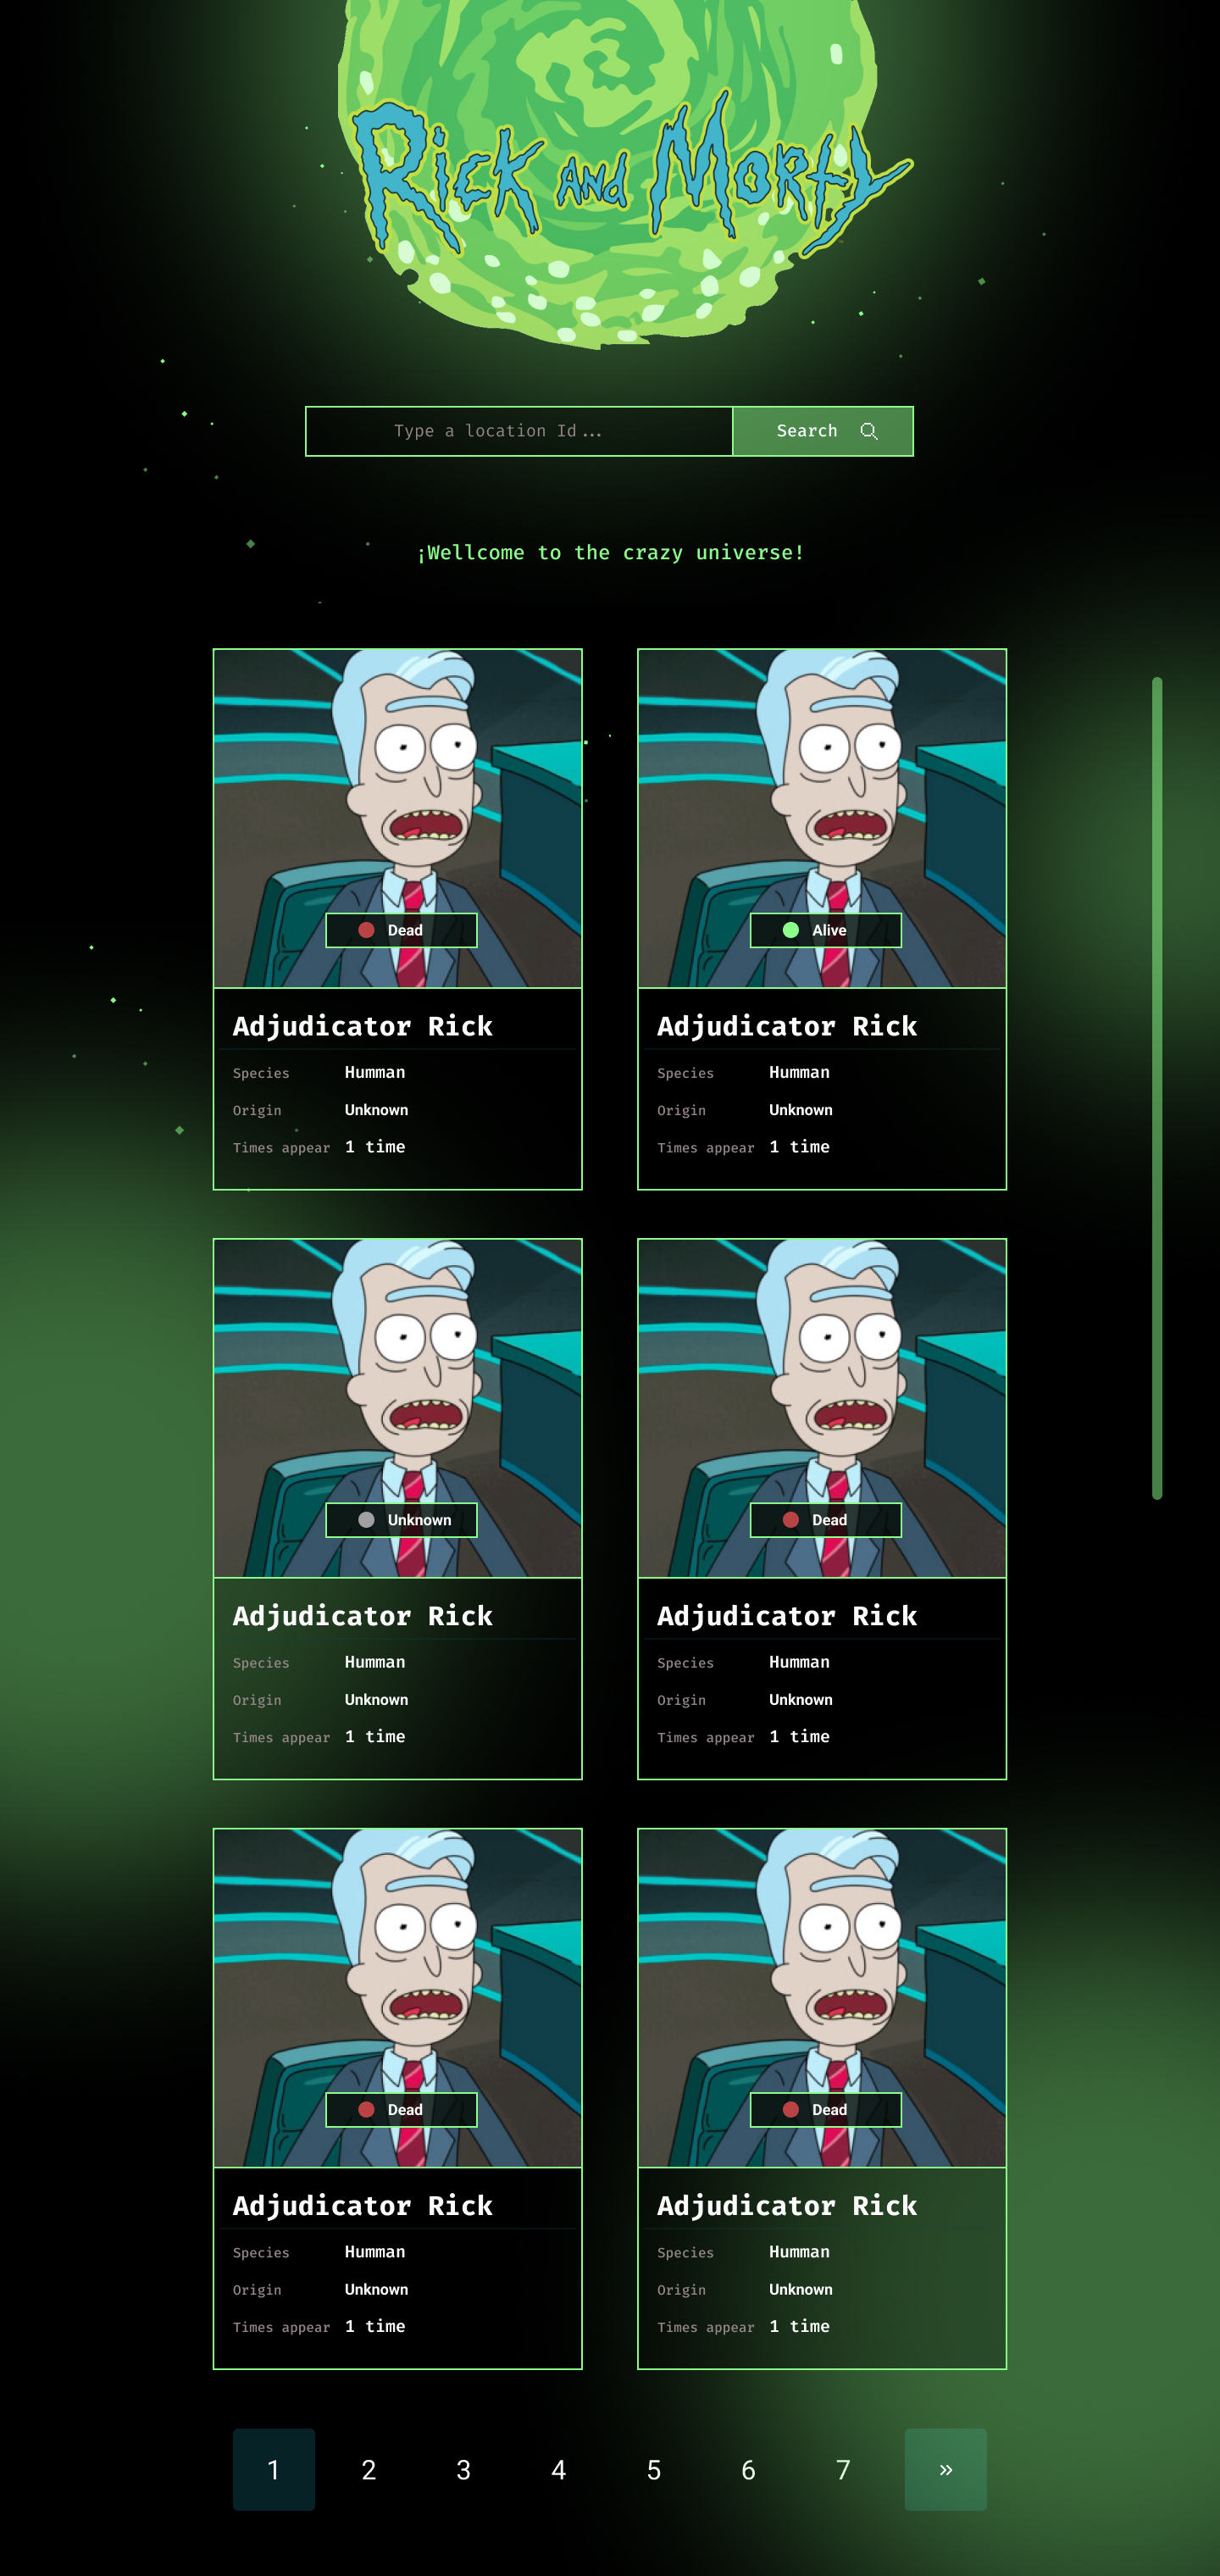 Rick and Morty
Type a location Id...
Search
¡Wellcome to the crazy universe!
Dead
Adjudicator Rick
Species Humman
Origin Unknown
Times appear 1 time
Alive
Adjudicator Rick
Species Humman
Origin Unknown
Times appear 1 time
Unknown
Adjudicator Rick
Species Humman
Origin Unknown
Times appear 1 time
Dead
Adjudicator Rick
Species Humman
Origin Unknown
Times appear 1 time
Dead
Adjudicator Rick
Species Humman
Origin Unknown
Times appear 1 time
Dead
Adjudicator Rick
Species Humman
Origin Unknown
Times appear 1 time
1 2 3 4 5 6 7 »